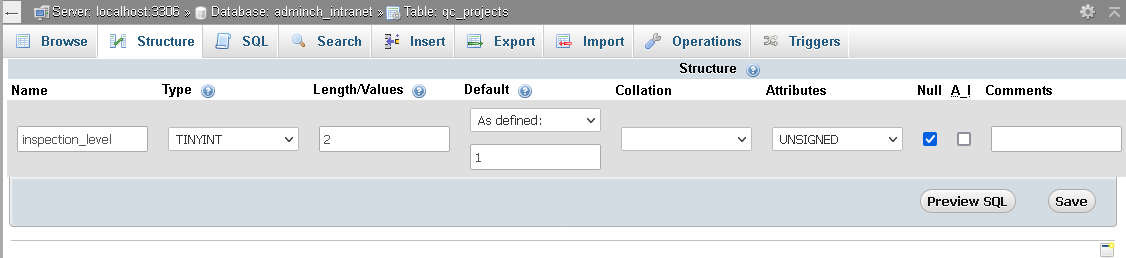 Server: localhost:3306 » Database: adminch_intranet » Table: qc_projects
Browse Structure SQL Search Insert Export Import Operations Triggers
Structure
Name Type Length/Values Default Collation Attributes Null A_I Comments
As defined:
inspection_level TINYINT 2 UNSIGNED
1
Preview SQL Save